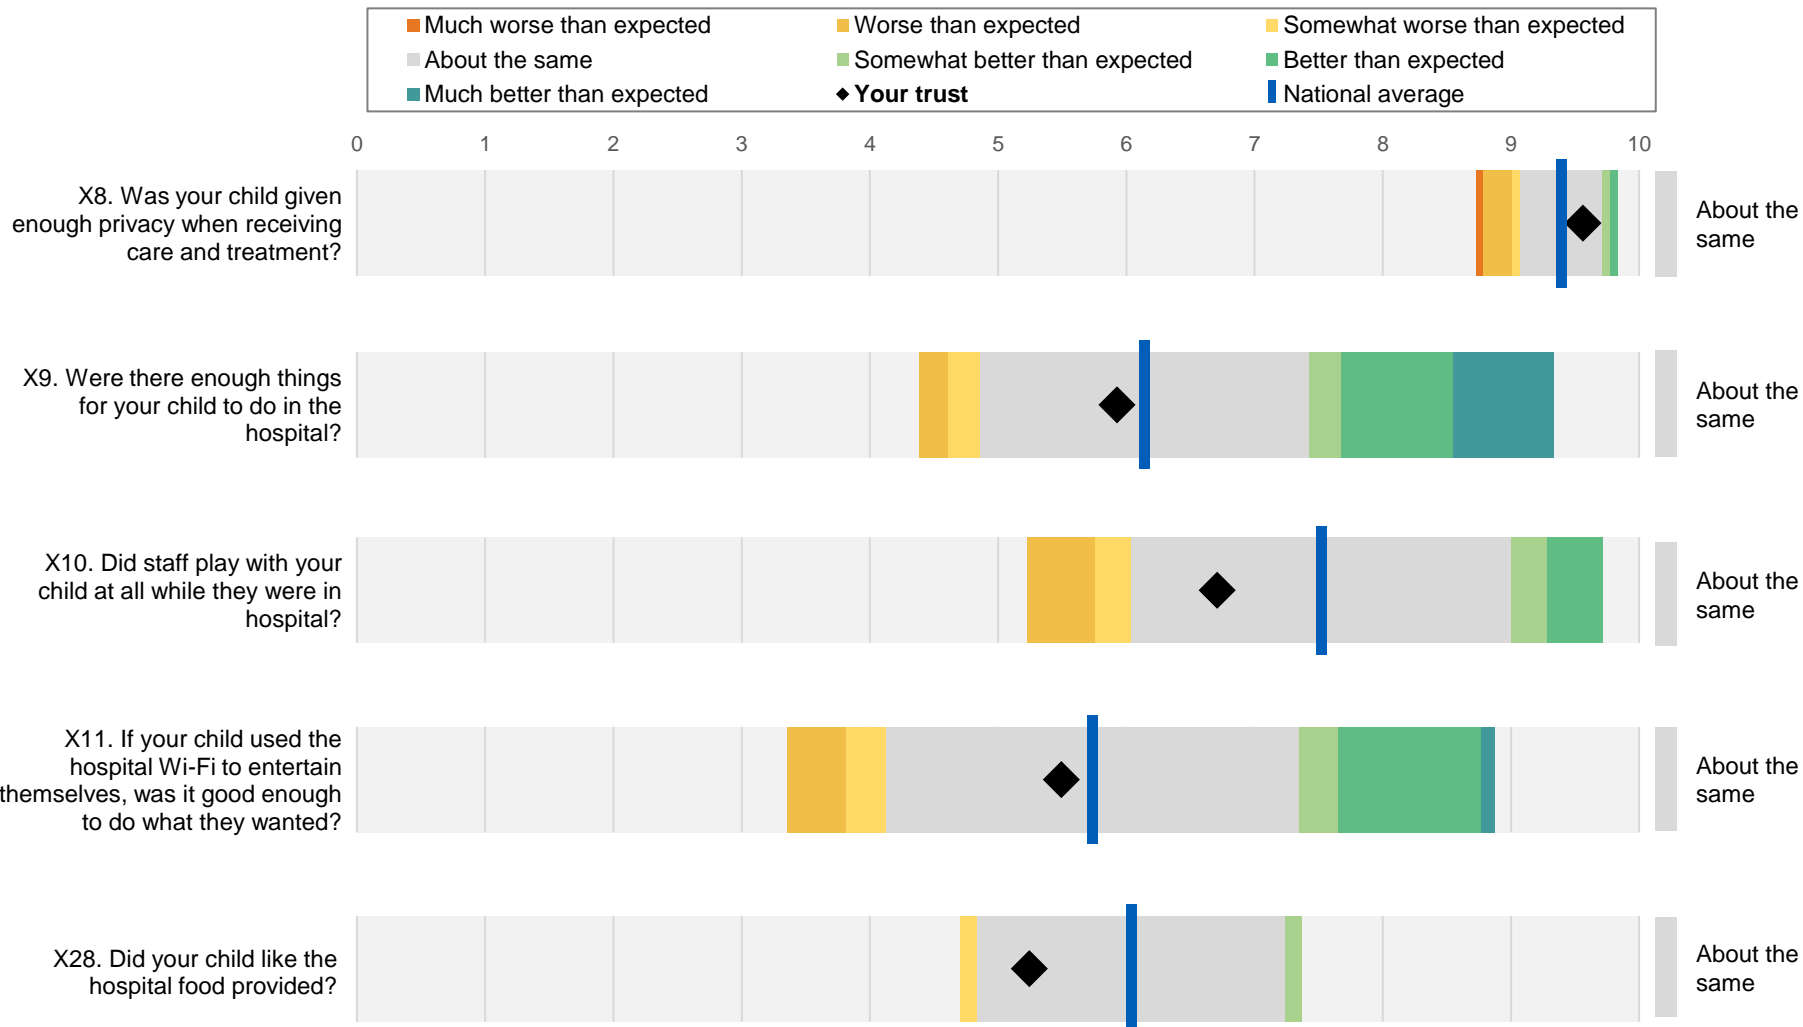 Much worse than expected
Worse than expected
Somewhat worse than expected
About the same
Somewhat better than expected
Better than expected
Much better than expected
Your trust
National average
0 1 2 3 4 5 6 7 8 9 10
X8. Was your child given
enough privacy when receiving
care and treatment?
About the
same
X9. Were there enough things
for your child to do in the
hospital?
About the
same
X10. Did staff play with your
child at all while they were in
hospital?
About the
same
X11. If your child used the
hospital Wi-Fi to entertain
themselves, was it good enough
to do what they wanted?
About the
same
X28. Did your child like the
hospital food provided?
About the
same